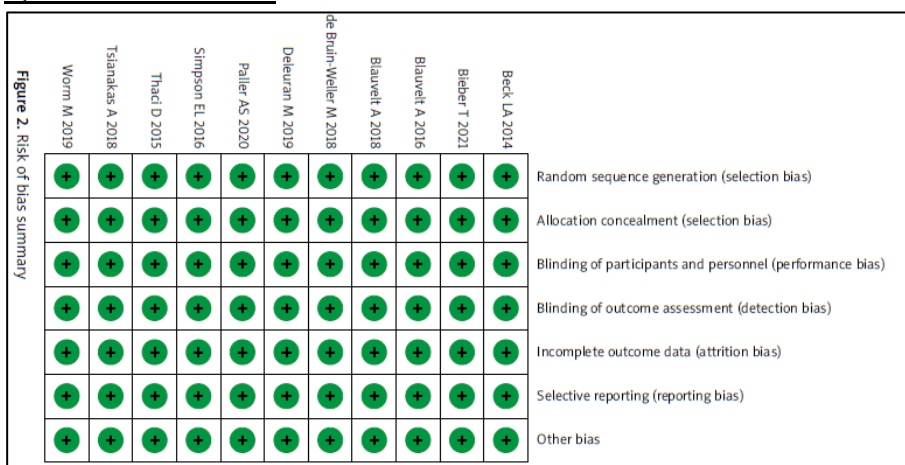 de Bruin-Weller M 2018
Beck LA 2014
Bieber T 2021
Blauvelt A 2016
Blauvelt A 2018
Deleuran M 2019
Paller AS 2020
Simpson EL 2016
Thaci D 2015
Tsianakas A 2018
Worm M 2019
Random sequence generation (selection bias)
+ + + + + + + + + + +
Allocation concealment (selection bias)
+ + + + + + + + + + +
Blinding of participants and personnel (performance bias)
+ + + + + + + + + + +
Blinding of outcome assessment (detection bias)
+ + + + + + + + + + +
Incomplete outcome data (attrition bias)
+ + + + + + + + + + +
Selective reporting (reporting bias)
+ + + + + + + + + + +
Other bias
+ + + + + + + + + + +
Figure 2. Risk of bias summary